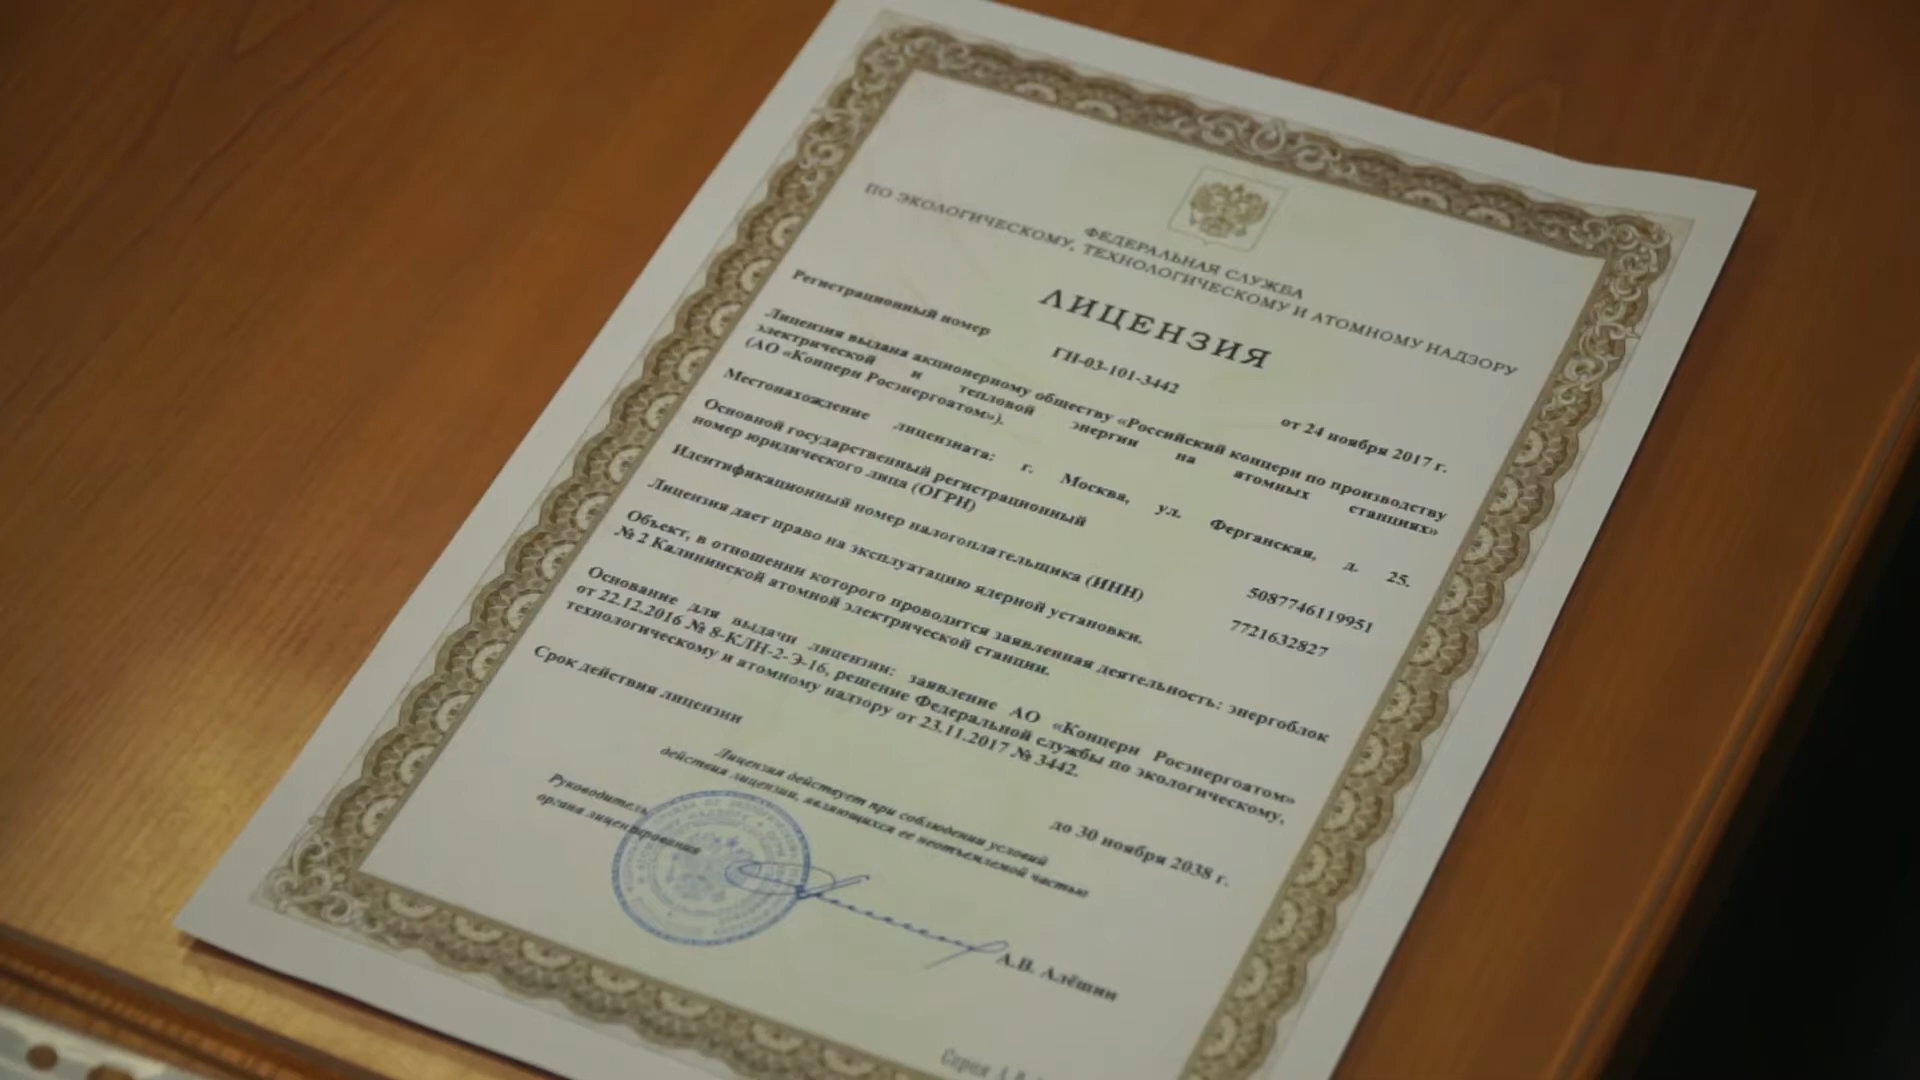 ФЕДЕРАЛЬНАЯ СЛУЖБА
ПО ЭКОЛОГИЧЕСКОМУ, ТЕХНОЛОГИЧЕСКОМУ И АТОМНОМУ НАДЗОРУ
ЛИЦЕНЗИЯ
Регистрационный номер ГН-03-101-3442 от 24 ноября 2017 г.
Лицензия выдана акционерному обществу «Российский концерн по производству
электрической и тепловой энергии на атомных станциях»
(АО «Концерн Росэнергоатом»).
Местонахождение лицензиата: г. Москва, ул. Ферганская, д. 25.
Основной государственный регистрационный
номер юридического лица (ОГРН) 5087746119951
Идентификационный номер налогоплательщика (ИНН) 7721632827
Лицензия дает право на эксплуатацию ядерной установки.
Объект, в отношении которого проводится заявленная деятельность: энергоблок
№ 2 Калининской атомной электрической станции.
Основание для выдачи лицензии: заявление АО «Концерн Росэнергоатом»
от 22.12.2016 № 8-КЛН-2-Э-16, решение Федеральной службы по экологическому,
технологическому и атомному надзору от 23.11.2017 № 3442.
Срок действия лицензии до 30 ноября 2038 г.
Лицензия действует при соблюдении условий
действия лицензии, являющихся ее неотъемлемой частью
Руководитель
органа лицензирования
А.В. Алёшин
Серия А В